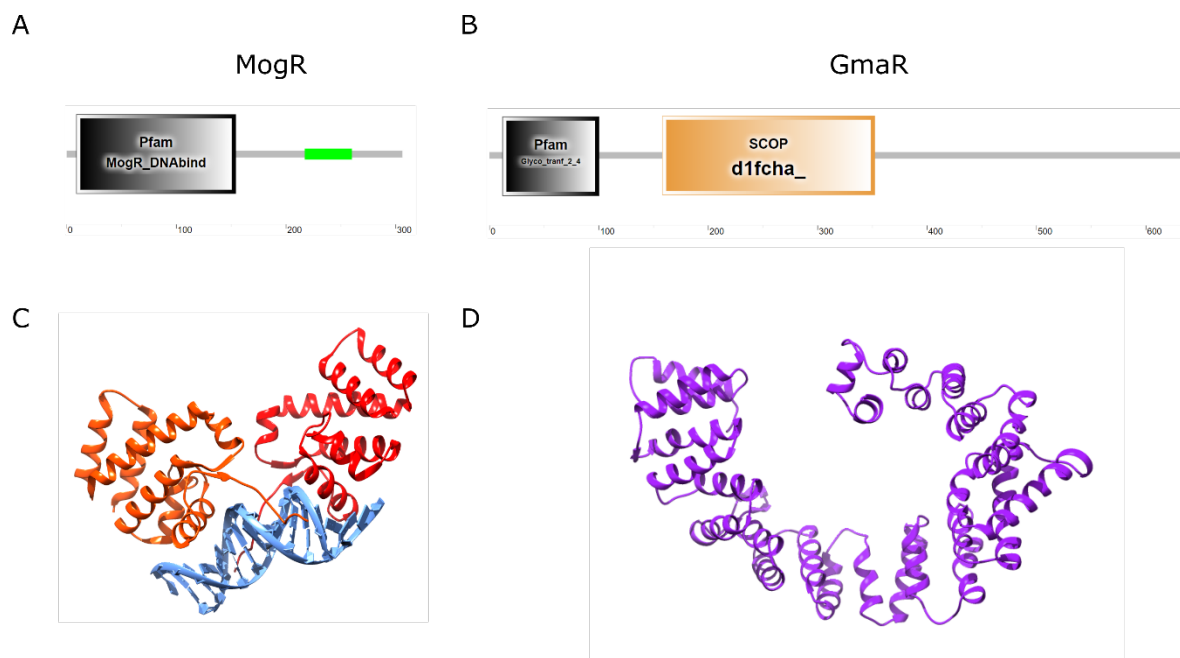 A
B
MogR
GmaR
Pfam
MogR_DNAbind
0 100 200 300
Pfam
Glyco_tranf_2_4
SCOP
d1fcha_
0 100 200 300 400 500 600
C
D